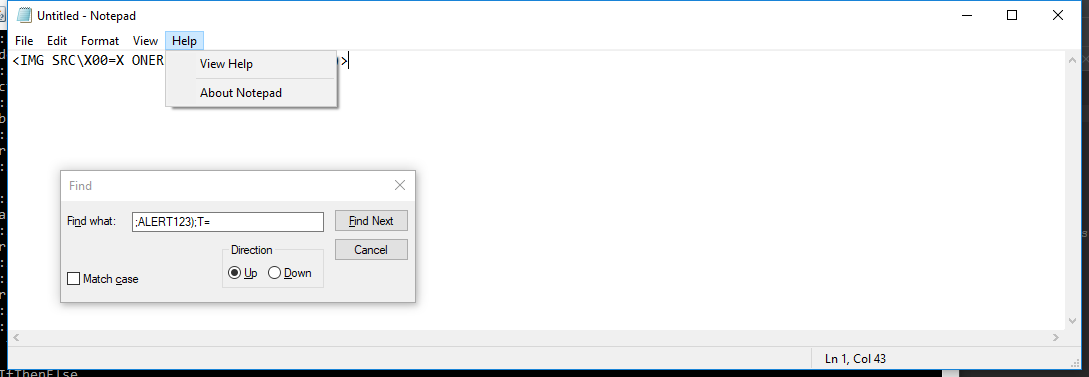 Untitled - Notepad
File Edit Format View Help
<IMG SRC\X00=X ONER >
View Help
About Notepad
Find
Find what: ;ALERT123);T= Find Next
Direction Cancel
Up Down
Match case
Ln 1, Col 43
IfThenElse